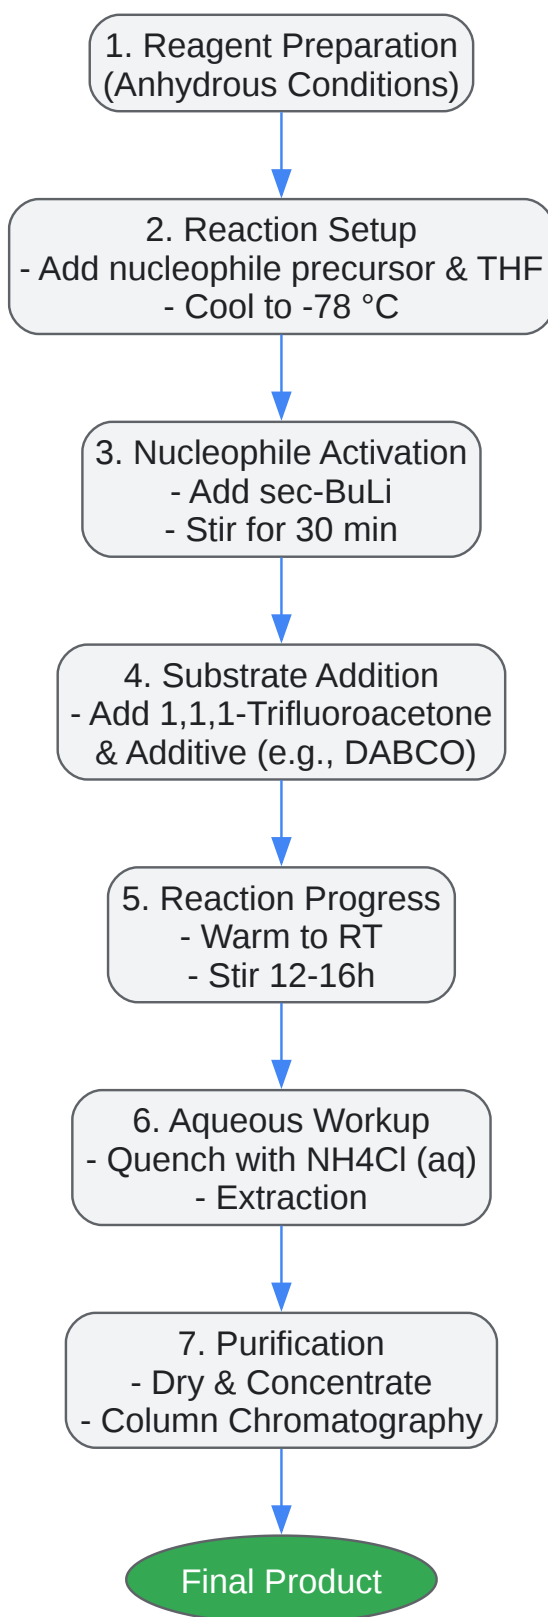 1. Reagent Preparation
(Anhydrous Conditions)
2. Reaction Setup
- Add nucleophile precursor & THF
- Cool to -78 °C
3. Nucleophile Activation
- Add sec-BuLi
- Stir for 30 min
4. Substrate Addition
- Add 1,1,1-Trifluoroacetone
& Additive (e.g., DABCO)
5. Reaction Progress
- Warm to RT
- Stir 12-16h
6. Aqueous Workup
- Quench with NH4Cl (aq)
- Extraction
7. Purification
- Dry & Concentrate
- Column Chromatography
Final Product